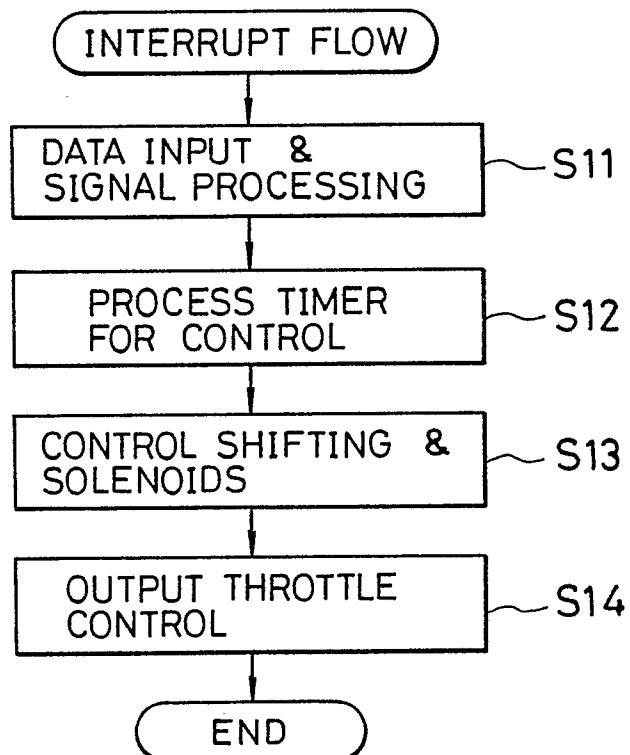 INTERRUPT FLOW
DATA INPUT &
SIGNAL PROCESSING
S11
PROCESS TIMER
FOR CONTROL
S12
CONTROL SHIFTING &
SOLENOIDS
S13
OUTPUT THROTTLE
CONTROL
S14
END